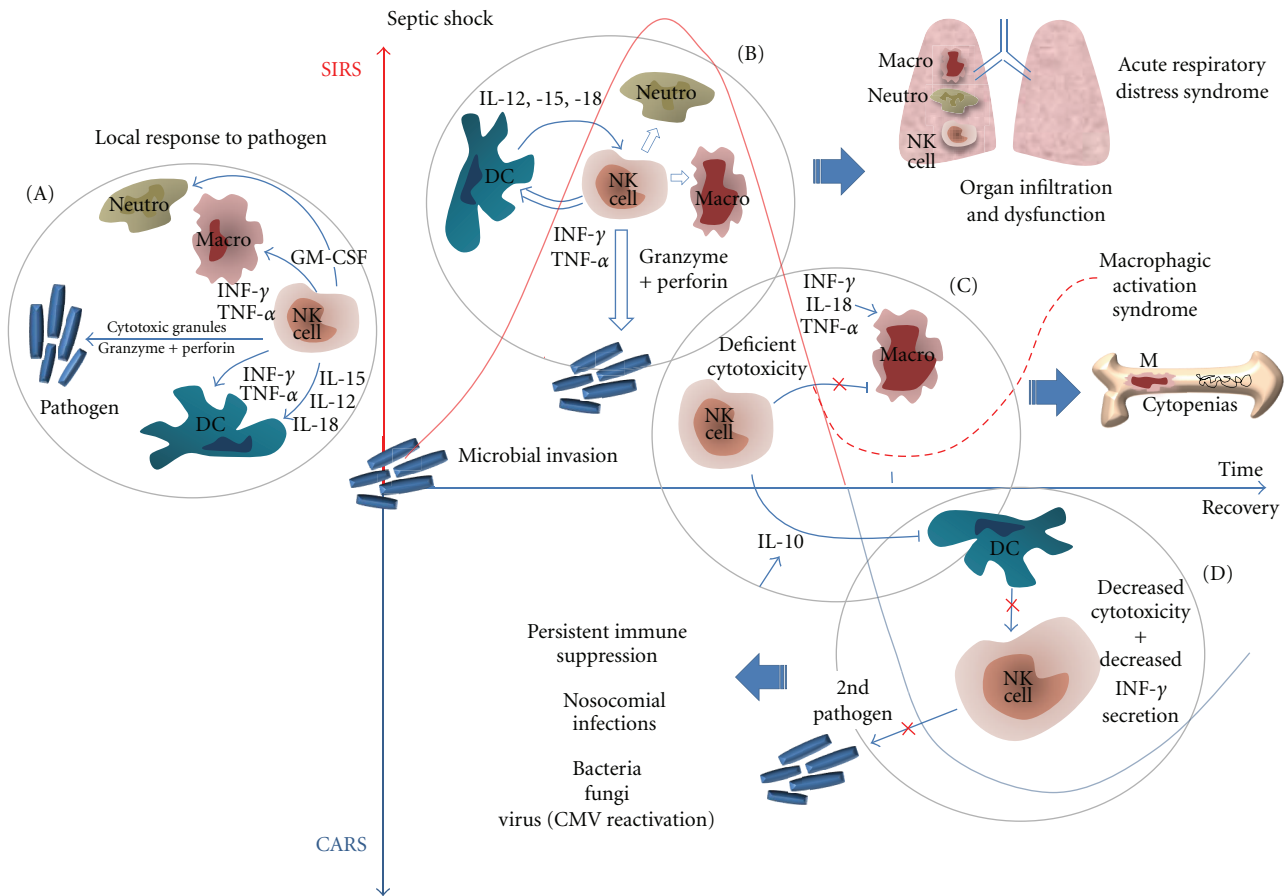 Septic shock
SIRS
Local response to pathogen
(A)
Neutro
Macro
GM-CSF
INF-γ
TNF-α
NK
cell
Cytotoxic granules
Granzyme + perforin
Pathogen
INF-γ
TNF-α
IL-15
IL-12
IL-18
DC
(B)
IL-12, -15, -18
Neutro
DC
NK
cell
Macro
INF-γ
TNF-α
Granzyme
+ perforin
Macro
Neutro
NK
cell
Acute respiratory
distress syndrome
Organ infiltration
and dysfunction
(C)
INF-γ
IL-18
TNF-α
Macro
Deficient
cytotoxicity
NK
cell
IL-10
Macrophagic
activation
syndrome
M
Cytopenias
Microbial invasion
Time
Recovery
DC
(D)
Decreased
cytotoxicity
+
decreased
INF-γ
secretion
NK
cell
2nd
pathogen
Persistent immune
suppression
Nosocomial
infections
Bacteria
fungi
virus (CMV reactivation)
CARS